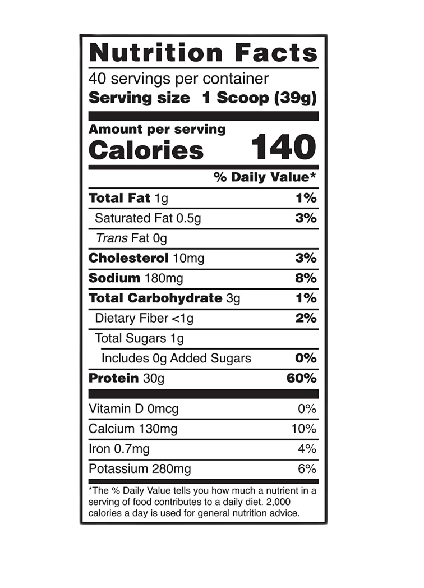 Nutrition Facts
40 servings per container
Serving size 1 Scoop (39g)
Amount per serving
Calories 140
% Daily Value*
Total Fat 1g 1%
Saturated Fat 0.5g 3%
Trans Fat 0g
Cholesterol 10mg 3%
Sodium 180mg 8%
Total Carbohydrate 3g 1%
Dietary Fiber <1g 2%
Total Sugars 1g
Includes 0g Added Sugars 0%
Protein 30g 60%
Vitamin D 0mcg 0%
Calcium 130mg 10%
Iron 0.7mg 4%
Potassium 280mg 6%
*The % Daily Value tells you how much a nutrient in a
serving of food contributes to a daily diet. 2,000
calories a day is used for general nutrition advice.